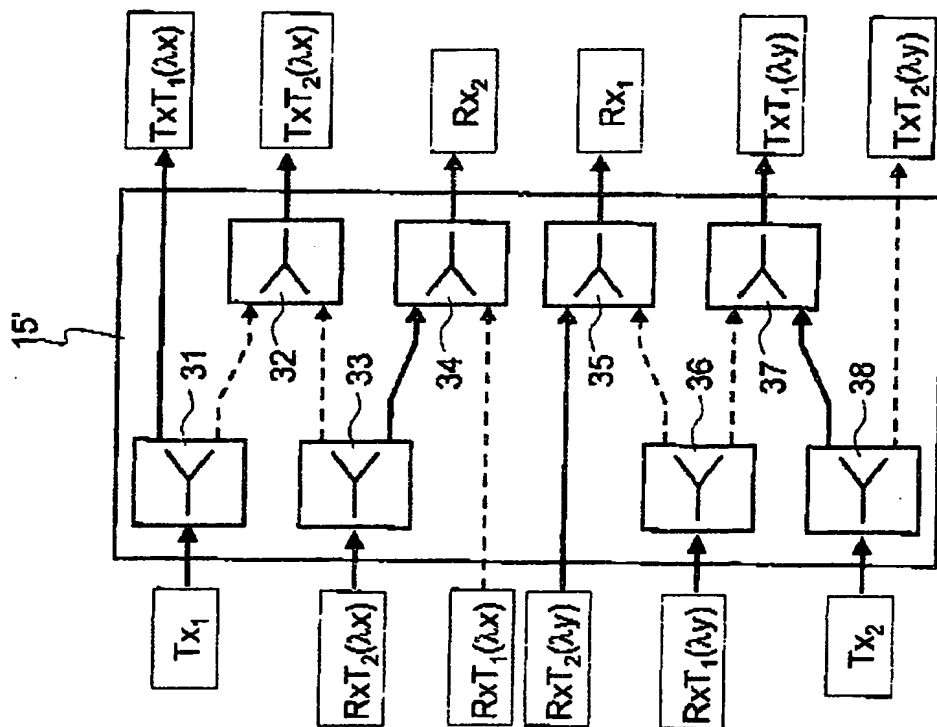 15'
Tx₁
RxT₂(λx)
RxT₁(λx)
RxT₂(λy)
RxT₁(λy)
Tx₂
31
32
33
34
35
36
37
38
TxT₁(λx)
TxT₂(λx)
Rx₂
Rx₁
TxT₁(λy)
TxT₂(λy)